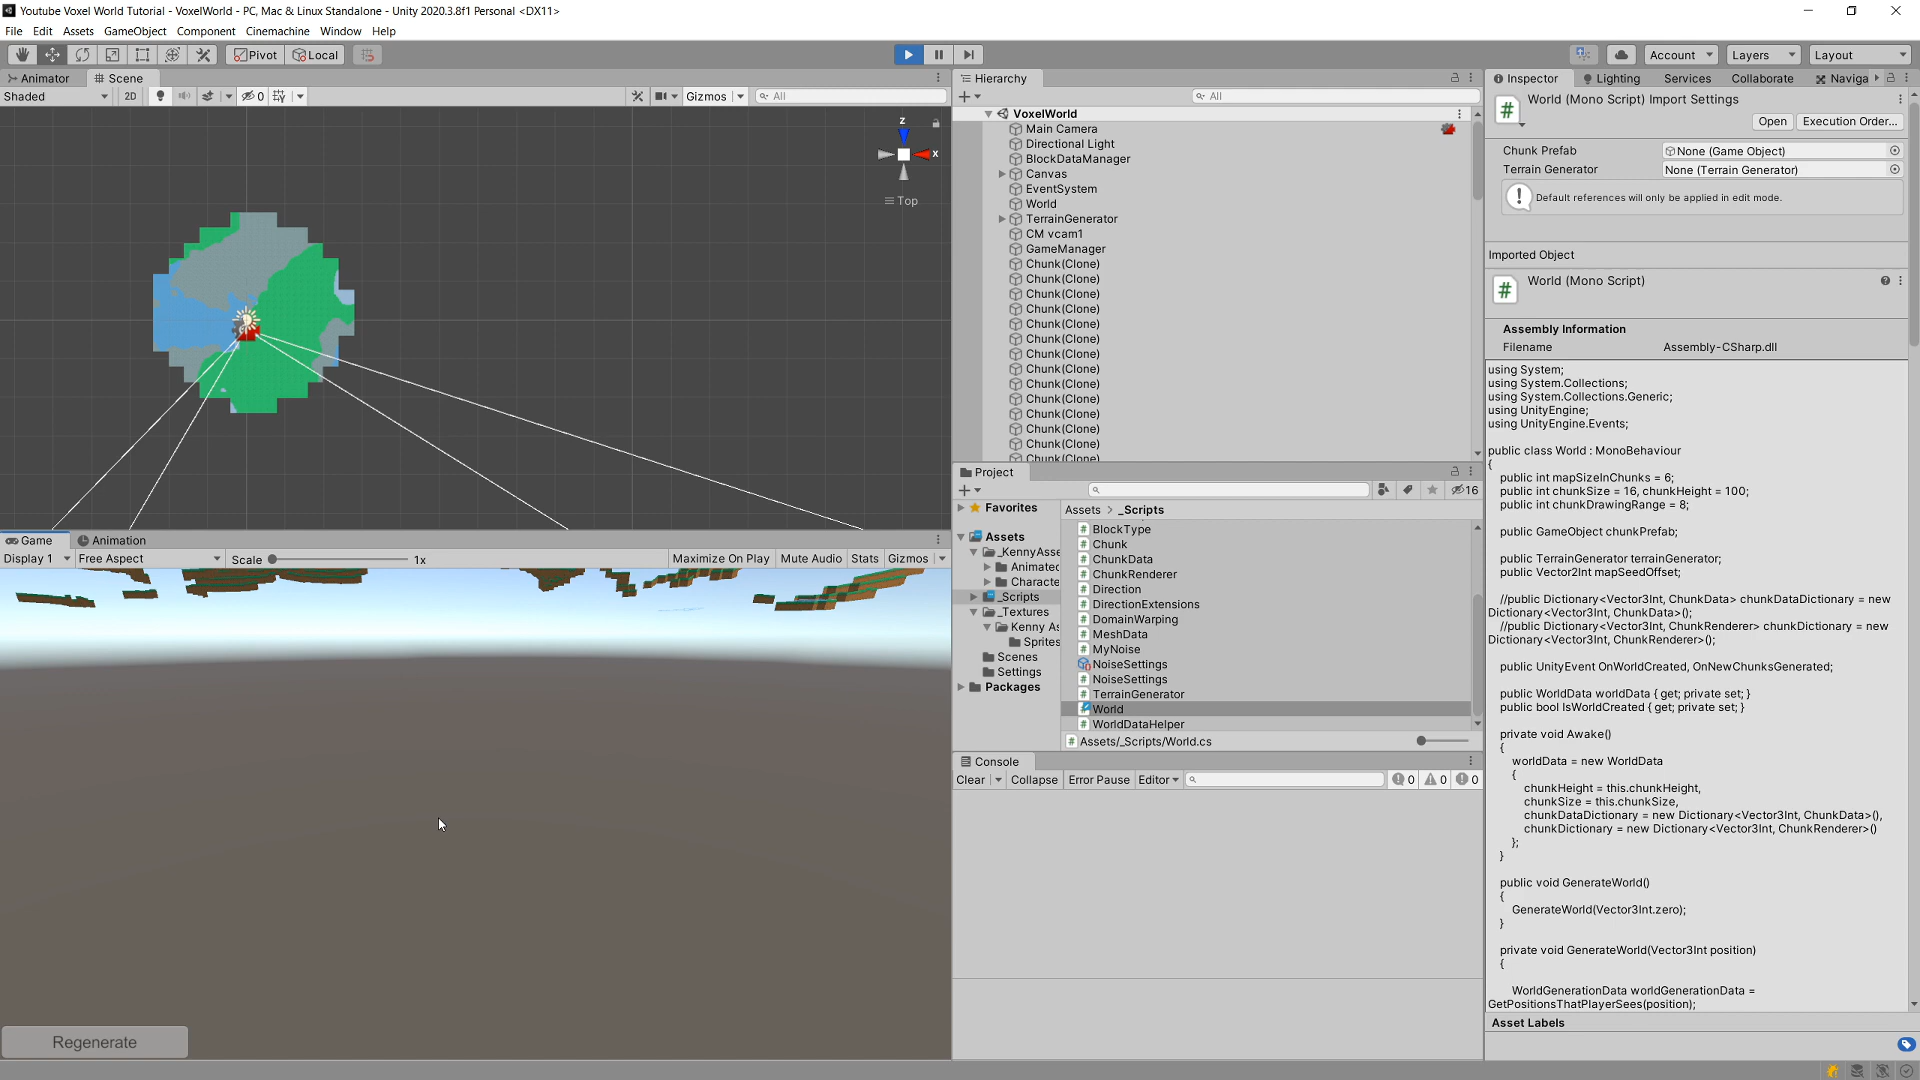 Youtube Voxel World Tutorial - VoxelWorld - PC, Mac & Linux Standalone - Unity 2020.3.8f1 Personal <DX11>
File Edit Assets GameObject Component Cinemachine Window Help
Pivot Local Account Layers Layout
Animator Scene
Shaded 2D 0 Gizmos All
z
x
Top
Game Animation
Display 1 Free Aspect Scale 1x Maximize On Play Mute Audio Stats Gizmos
Regenerate
Hierarchy
All
VoxelWorld
Main Camera
Directional Light
BlockDataManager
Canvas
EventSystem
World
TerrainGenerator
CM vcam1
GameManager
Chunk(Clone)
Chunk(Clone)
Chunk(Clone)
Chunk(Clone)
Chunk(Clone)
Chunk(Clone)
Chunk(Clone)
Chunk(Clone)
Chunk(Clone)
Chunk(Clone)
Chunk(Clone)
Chunk(Clone)
Chunk(Clone)
Chunk(Clone)
Project
16
Favorites
Assets
_KennyAsse
Animatec
Characte
_Scripts
_Textures
Kenny As
Sprites
Scenes
Settings
Packages
Assets > _Scripts
BlockType
Chunk
ChunkData
ChunkRenderer
Direction
DirectionExtensions
DomainWarping
MeshData
MyNoise
NoiseSettings
NoiseSettings
TerrainGenerator
World
WorldDataHelper
Assets/_Scripts/World.cs
Console
Clear Collapse Error Pause Editor 0 0 0
Inspector Lighting Services Collaborate Naviga
World (Mono Script) Import Settings
Open Execution Order...
Chunk Prefab None (Game Object)
Terrain Generator None (Terrain Generator)
Default references will only be applied in edit mode.
Imported Object
World (Mono Script)
Assembly Information
Filename Assembly-CSharp.dll
using System;
using System.Collections;
using System.Collections.Generic;
using UnityEngine;
using UnityEngine.Events;
public class World : MonoBehaviour
{
public int mapSizeInChunks = 6;
public int chunkSize = 16, chunkHeight = 100;
public int chunkDrawingRange = 8;
public GameObject chunkPrefab;
public TerrainGenerator terrainGenerator;
public Vector2Int mapSeedOffset;
//public Dictionary<Vector3Int, ChunkData> chunkDataDictionary = new
Dictionary<Vector3Int, ChunkData>();
//public Dictionary<Vector3Int, ChunkRenderer> chunkDictionary = new
Dictionary<Vector3Int, ChunkRenderer>();
public UnityEvent OnWorldCreated, OnNewChunksGenerated;
public WorldData worldData { get; private set; }
public bool IsWorldCreated { get; private set; }
private void Awake()
{
worldData = new WorldData
{
chunkHeight = this.chunkHeight,
chunkSize = this.chunkSize,
chunkDataDictionary = new Dictionary<Vector3Int, ChunkData>(),
chunkDictionary = new Dictionary<Vector3Int, ChunkRenderer>()
};
}
public void GenerateWorld()
{
GenerateWorld(Vector3Int.zero);
}
private void GenerateWorld(Vector3Int position)
{
WorldGenerationData worldGenerationData =
GetPositionsThatPlayerSees(position);
Asset Labels